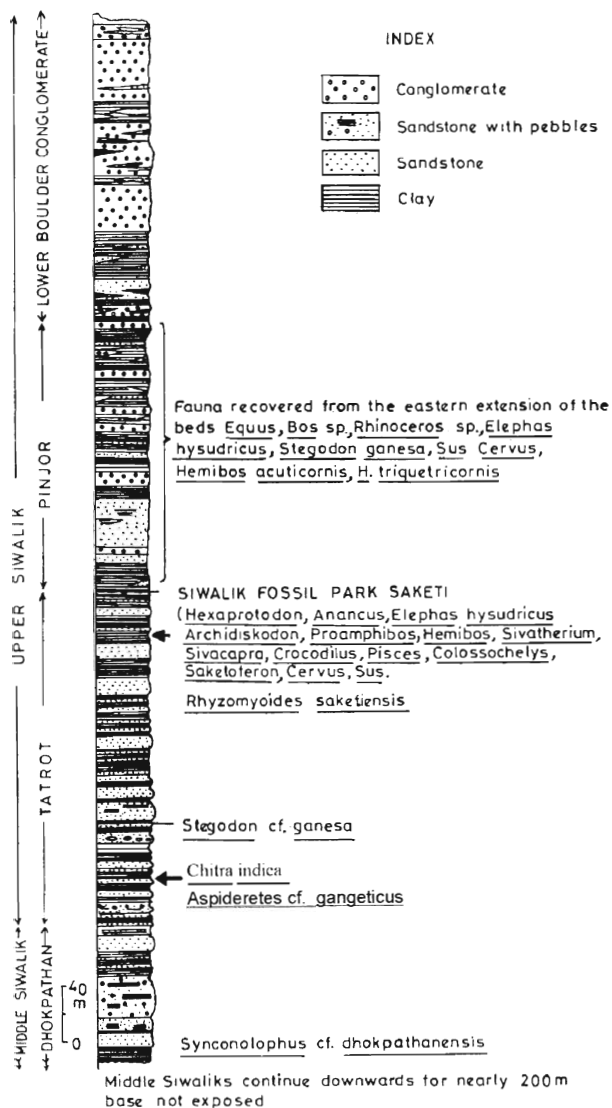 INDEX
Conglomerate
Sandstone with pebbles
Sandstone
Clay
LOWER BOULDER CONGLOMERATE
PINJOR
UPPER SIWALIK
TATROT
MIDDLE SIWALIK
DHOKPATHAN
40
m
0
Fauna recovered from the eastern extension of the
beds Equus, Bos sp., Rhinoceros sp., Elephas
hysudricus, Stegodon ganesa, Sus Cervus,
Hemibos acuticornis, H. triquetricornis
SIWALIK FOSSIL PARK SAKETI
(Hexaprotodon, Anancus, Elephas hysudricus
Archidiskodon, Proamphibos, Hemibos, Sivatherium,
Sivacapra, Crocodilus, Pisces, Colossochelys,
Saketoteron, Cervus, Sus.
Rhyzomyoides saketiensis
Stegodon cf. ganesa
Chitra indica
Aspideretes cf. gangeticus
Synconolophus cf. dhokpathanensis
Middle Siwaliks continue downwards for nearly 200m
base not exposed